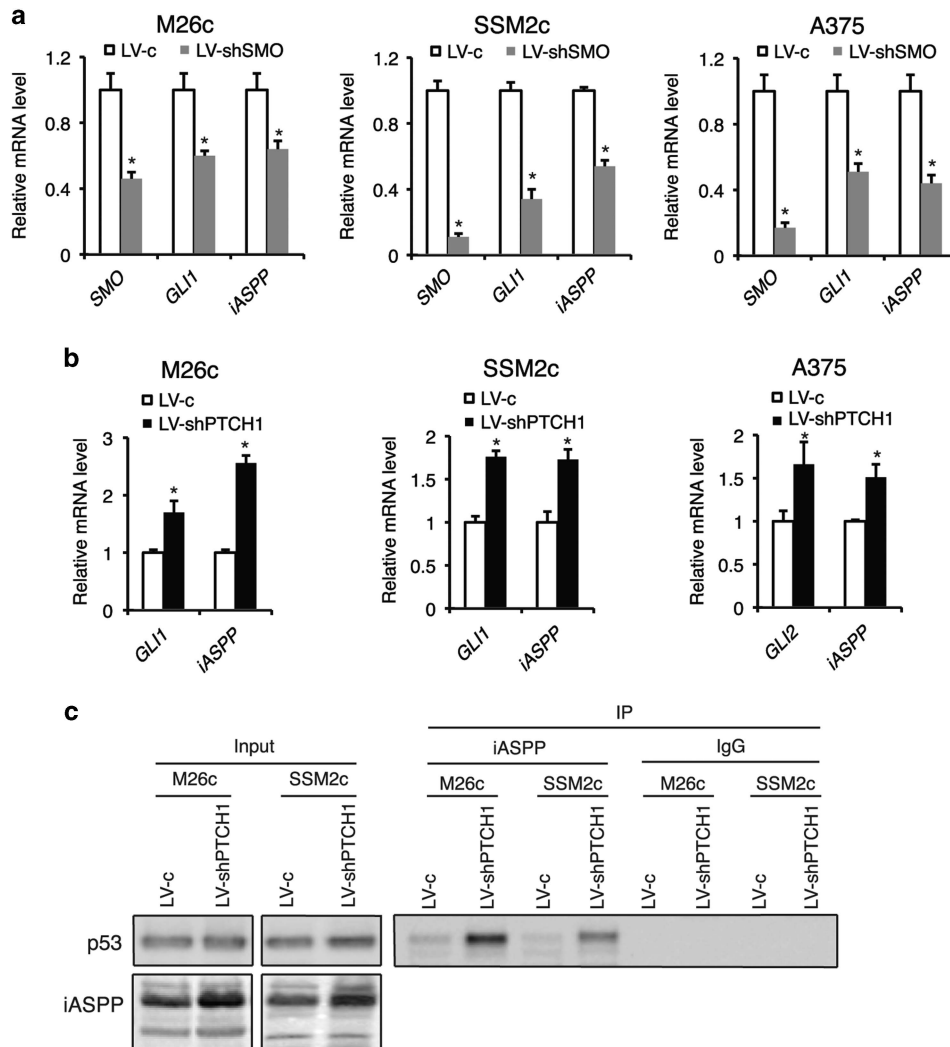 a
M26c
LV-c LV-shSMO
Relative mRNA level
1.2
0.8
0.4
0
*
*
*
SMO GLI1 iASPP
SSM2c
LV-c LV-shSMO
Relative mRNA level
1.2
0.8
0.4
0
*
*
*
SMO GLI1 iASPP
A375
LV-c LV-shSMO
Relative mRNA level
1.2
0.8
0.4
0
*
*
*
SMO GLI1 iASPP
b
M26c
LV-c
LV-shPTCH1
Relative mRNA level
3
2
1
0
*
*
GLI1 iASPP
SSM2c
LV-c
LV-shPTCH1
Relative mRNA level
2
1.5
1
0.5
0
*
*
GLI1 iASPP
A375
LV-c
LV-shPTCH1
Relative mRNA level
2
1.5
1
0.5
0
*
*
GLI2 iASPP
c
IP
Input iASPP IgG
M26c SSM2c M26c SSM2c M26c SSM2c
LV-c LV-shPTCH1 LV-c LV-shPTCH1 LV-c LV-shPTCH1 LV-c LV-shPTCH1 LV-c LV-shPTCH1 LV-c LV-shPTCH1
p53
iASPP